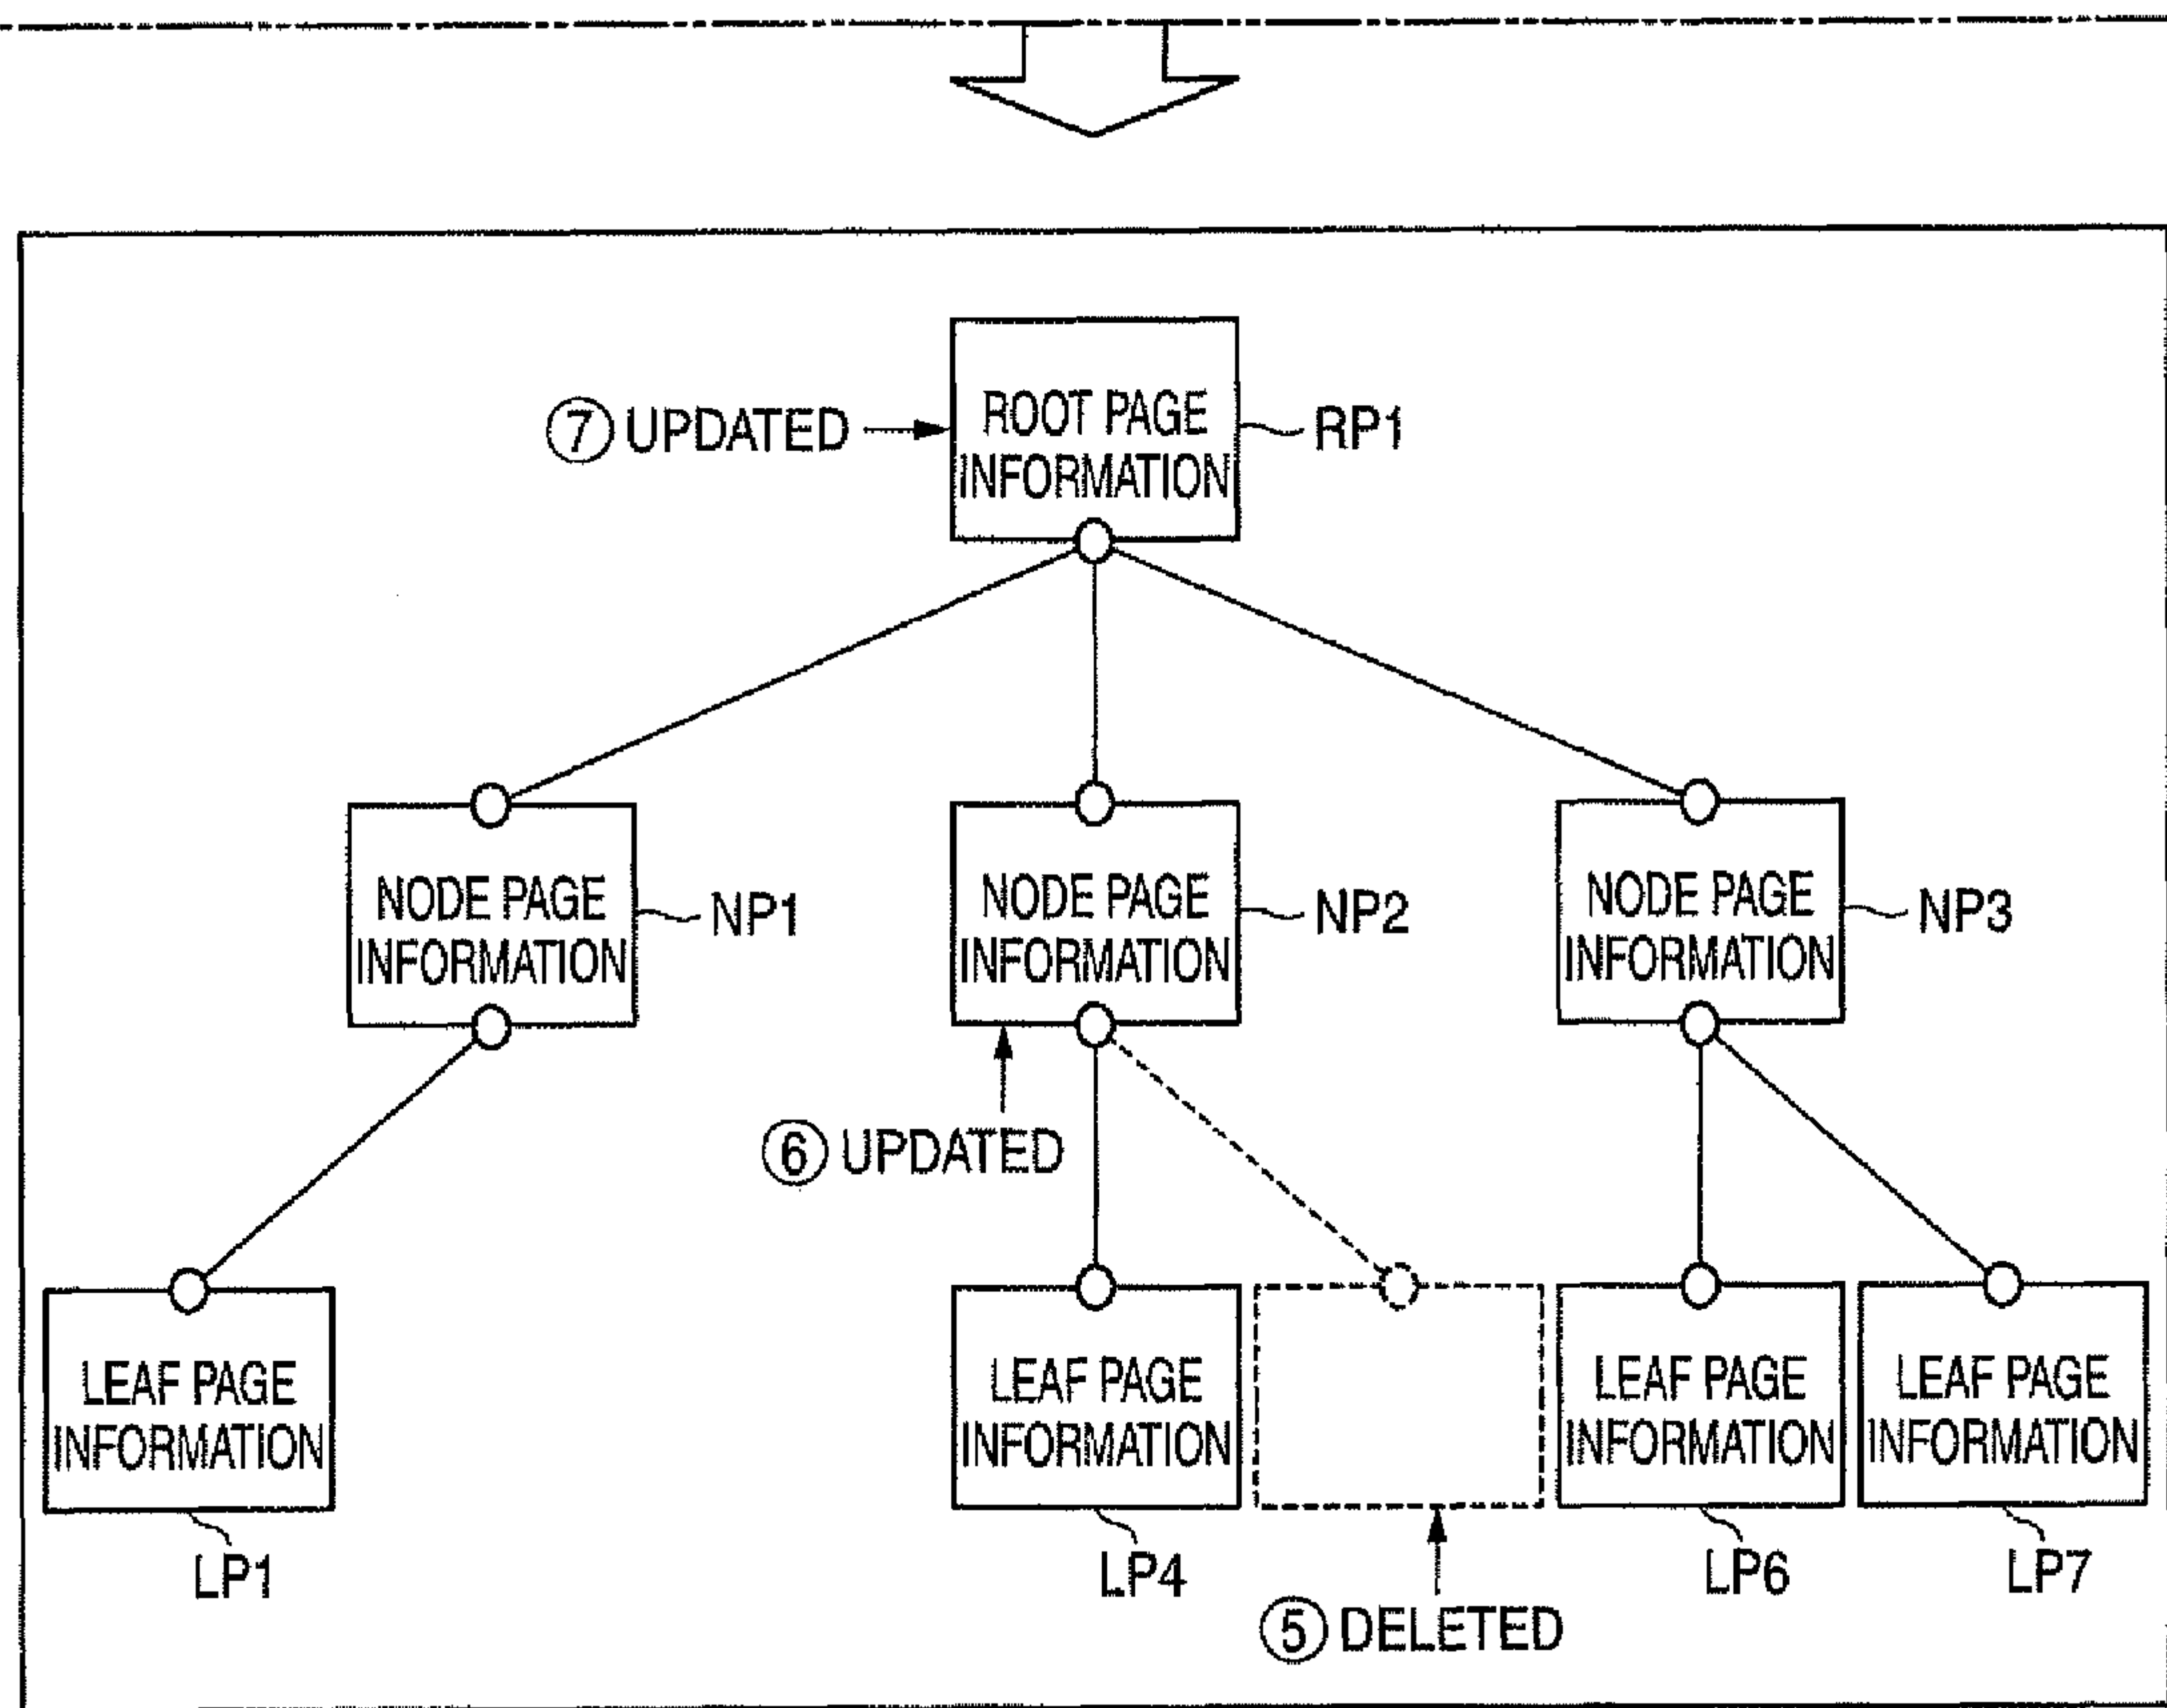 ⑦ UPDATED
ROOT PAGE
INFORMATION
RP1
NODE PAGE
INFORMATION
NP1
NODE PAGE
INFORMATION
NP2
NODE PAGE
INFORMATION
NP3
⑥ UPDATED
LEAF PAGE
INFORMATION
LP1
LEAF PAGE
INFORMATION
LP4
LEAF PAGE
INFORMATION
LP6
LEAF PAGE
INFORMATION
LP7
⑤ DELETED